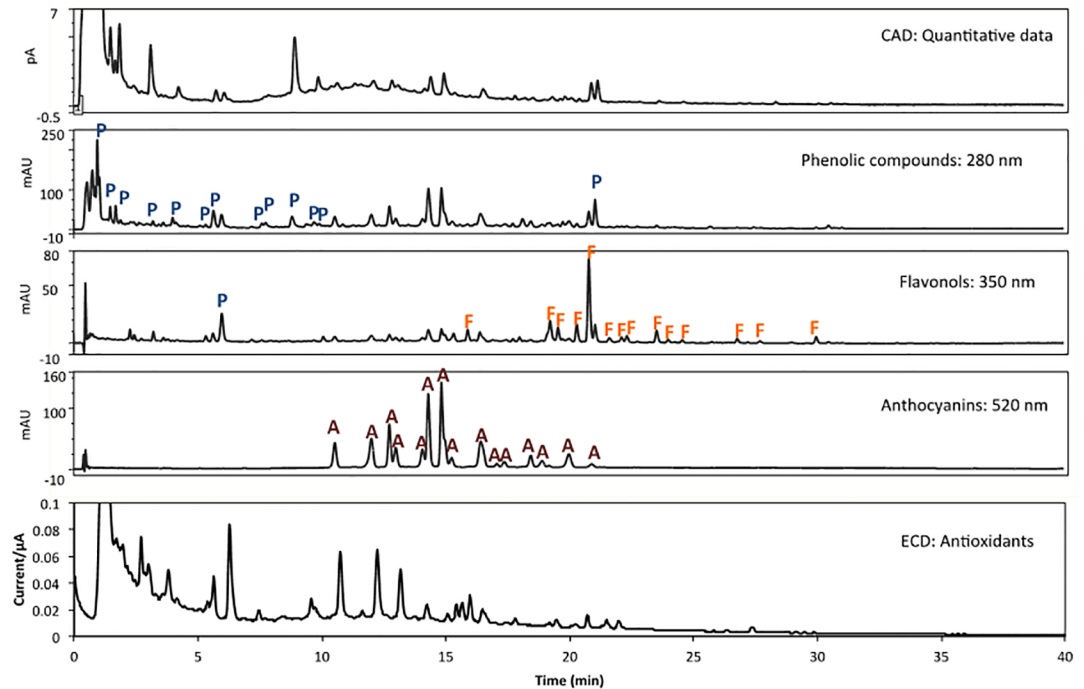 7
CAD: Quantitative data
pA
-0.5
250
P
Phenolic compounds: 280 nm
mAU
100
P P P P P P P P P P P P
-10
80
F
Flavonols: 350 nm
mAU
50
P
F F F F F F F F F F F F F
-10
160
A A
Anthocyanins: 520 nm
mAU
100
A A A A A A A A A A A A A A
-10
0.1
ECD: Antioxidants
0.08
0.06
Current/µA
0.04
0.02
0
0 5 10 15 20 25 30 35 40
Time (min)